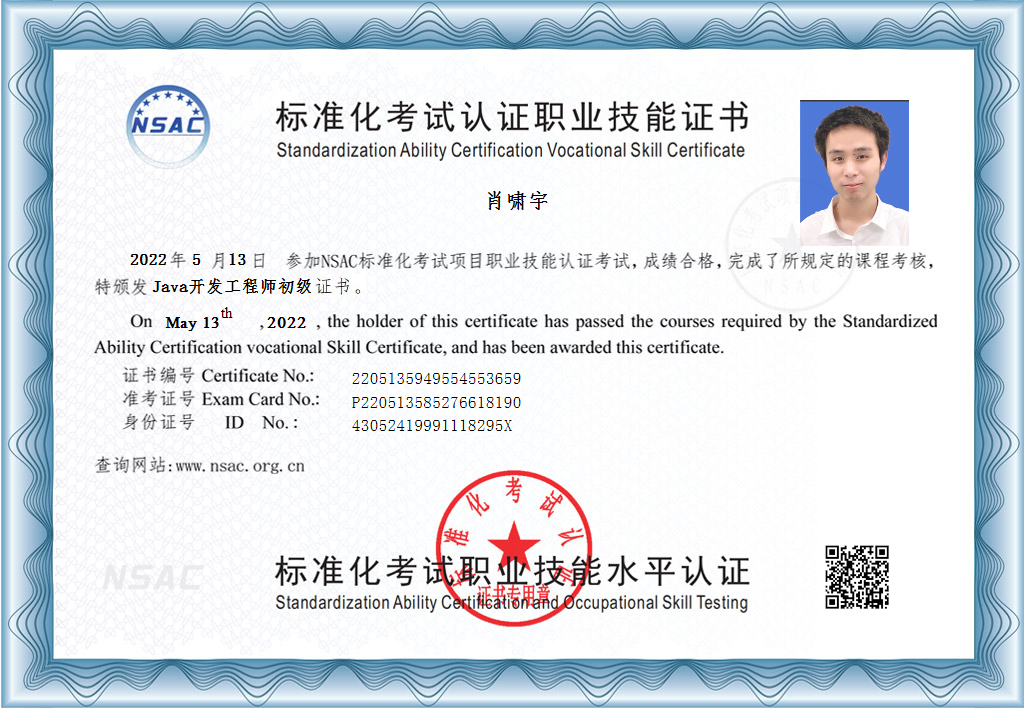 NSAC
标准化考试认证职业技能证书
Standardization Ability Certification Vocational Skill Certificate
肖啸宇
2022年 5 月13 日 参加NSAC标准化考试项目职业技能认证考试，成绩合格，完成了所规定的课程考核，
特颁发 Java开发工程师初级 证书。
On May 13th ,2022 , the holder of this certificate has passed the courses required by the Standardized
Ability Certification vocational Skill Certificate, and has been awarded this certificate.
证书编号 Certificate No.: 2205135949554553659
准考证号 Exam Card No.: P220513585276618190
身份证号 ID No. : 43052419991118295X
查询网站:www.nsac.org.cn
标准化考试认证
证书专用章
NSAC
标准化考试职业技能水平认证
Standardization Ability Certification and Occupational Skill Testing